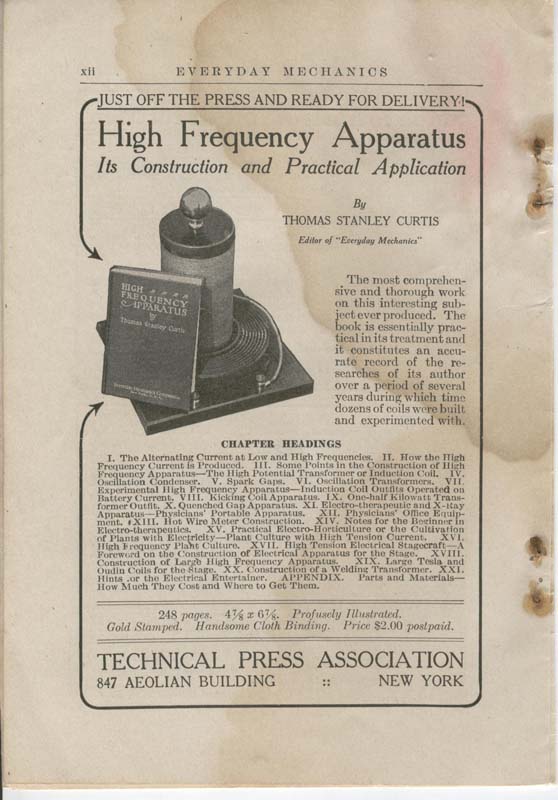 xii EVERYDAY MECHANICS
JUST OFF THE PRESS AND READY FOR DELIVERY!
High Frequency Apparatus
Its Construction and Practical Application
By
THOMAS STANLEY CURTIS
Editor of "Everyday Mechanics"
HIGH
FREQUENCY
APPARATUS
by
Thomas Stanley Curtis
The most comprehen-
sive and thorough work
on this interesting sub-
ject ever produced. The
book is essentially prac-
tical in its treatment and
it constitutes an accu-
rate record of the re-
searches of its author
over a period of several
years during which time
dozens of coils were built
and experimented with.
CHAPTER HEADINGS
I. The Alternating Current at Low and High Frequencies. II. How the High
Frequency Current is Produced. III. Some Points in the Construction of High
Frequency Apparatus—The High Potential Transformer or Induction Coil. IV.
Oscillation Condenser. V. Spark Gaps. VI. Oscillation Transformers. VII.
Experimental High Frequency Apparatus—Induction Coil Outfits Operated on
Battery Current. VIII. Kicking Coil Apparatus. IX. One-half Kilowatt Trans-
former Outfit. X. Quenched Gap Apparatus. XI. Electro-therapeutic and X-Ray
Apparatus—Physicians' Portable Apparatus. XII. Physicians' Office Equip-
ment. XIII. Hot Wire Meter Construction. XIV. Notes for the Beginner in
Electro-therapeutics. XV. Practical Electro-Horticulture or the Cultivation
of Plants with Electricity—Plant Culture with High Tension Current. XVI.
High Frequency Plant Culture. XVII. High Tension Electrical Stagecraft—A
Foreword on the Construction of Electrical Apparatus for the Stage. XVIII.
Construction of Large High Frequency Apparatus. XIX. Large Tesla and
Oudin Coils for the Stage. XX. Construction of a Welding Transformer. XXI.
Hints for the Electrical Entertainer. APPENDIX. Parts and Materials—
How Much They Cost and Where to Get Them.
248 pages. 4⅞ x 6⅞. Profusely Illustrated.
Gold Stamped. Handsome Cloth Binding. Price $2.00 postpaid.
TECHNICAL PRESS ASSOCIATION
847 AEOLIAN BUILDING :: NEW YORK